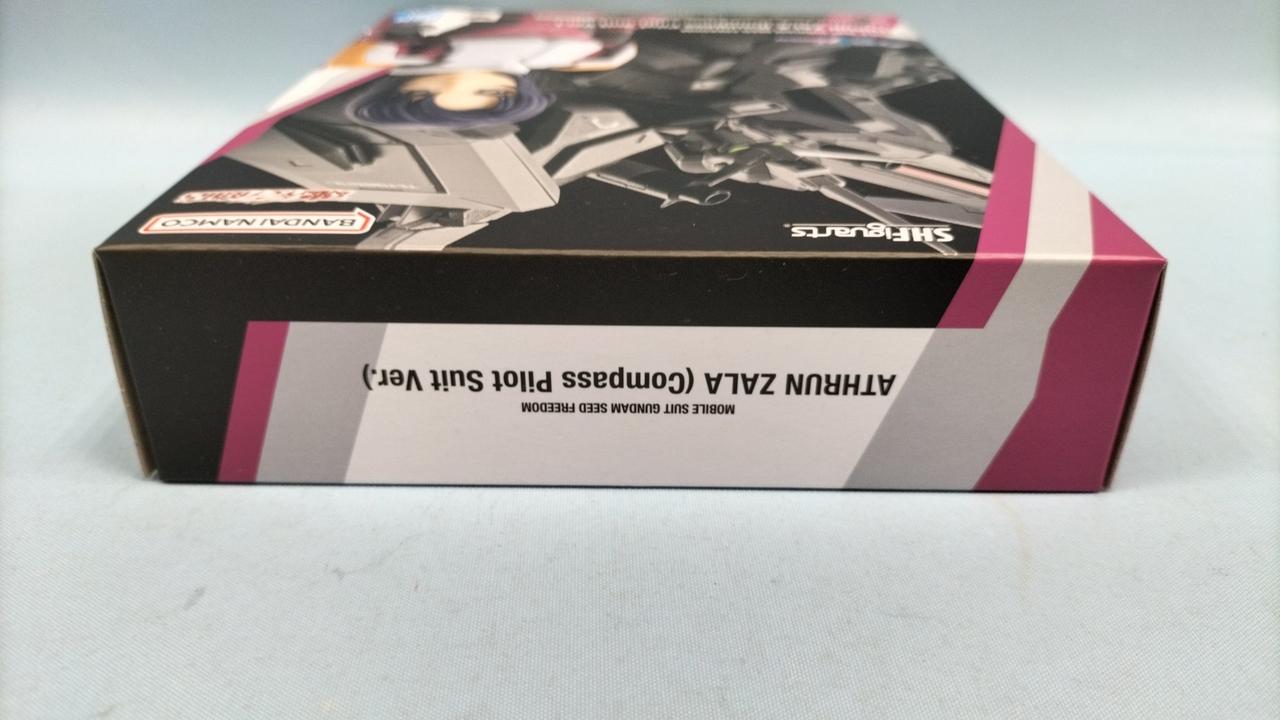 MOBILE SUIT GUNDAM SEED FREEDOM
ATHRUN ZALA (Compass Pilot Suit Ver.)
S.H.Figuarts
BANDAI NAMCO